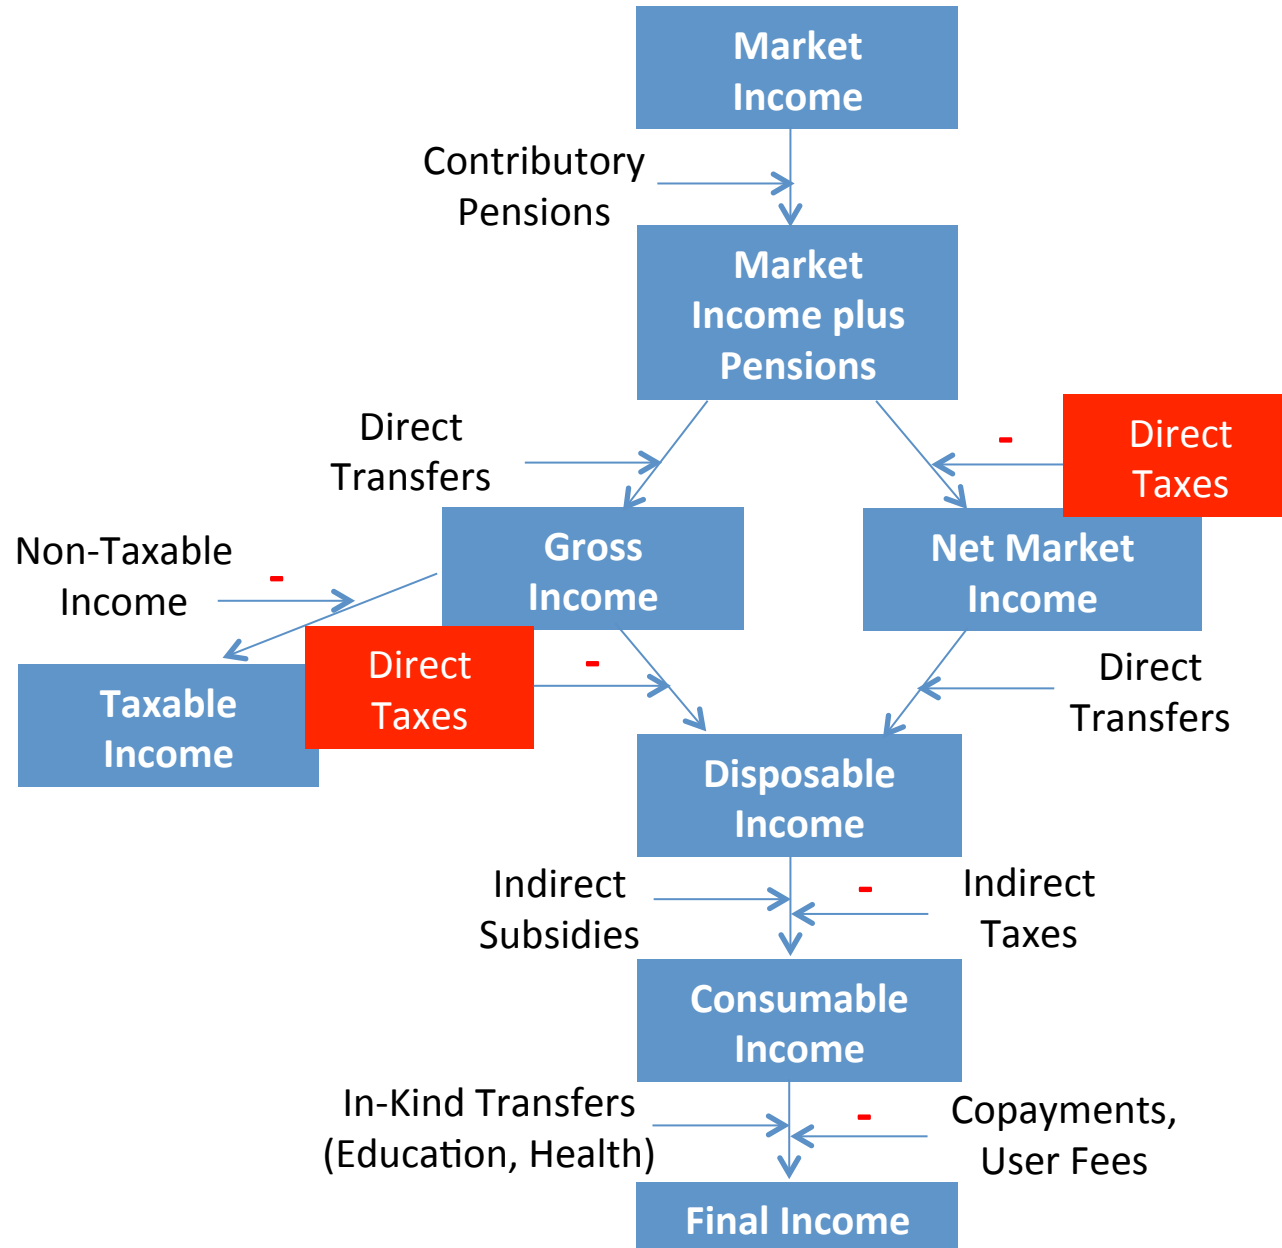 Market
Income
Contributory
Pensions
Market
Income plus
Pensions
Direct
Transfers
-
Direct
Taxes
Non-Taxable
Income
-
Gross
Income
Net Market
Income
Taxable
Income
Direct
Taxes
-
Direct
Transfers
Disposable
Income
Indirect
Subsidies
-
Indirect
Taxes
Consumable
Income
In-Kind Transfers
(Education, Health)
-
Copayments,
User Fees
Final Income